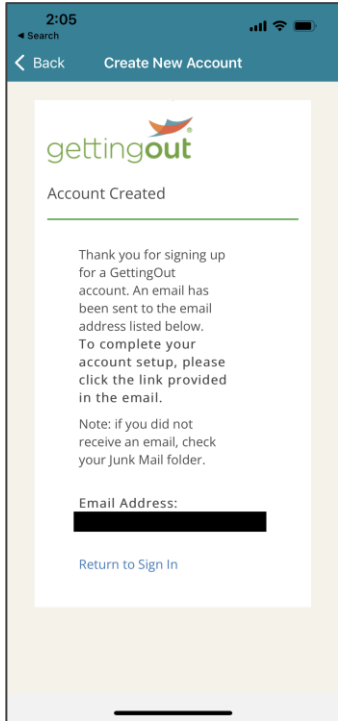 2:05
◀ Search
Back Create New Account
gettingout®
Account Created
Thank you for signing up
for a GettingOut
account. An email has
been sent to the email
address listed below.
To complete your
account setup, please
click the link provided
in the email.
Note: if you did not
receive an email, check
your Junk Mail folder.
Email Address:
Return to Sign In